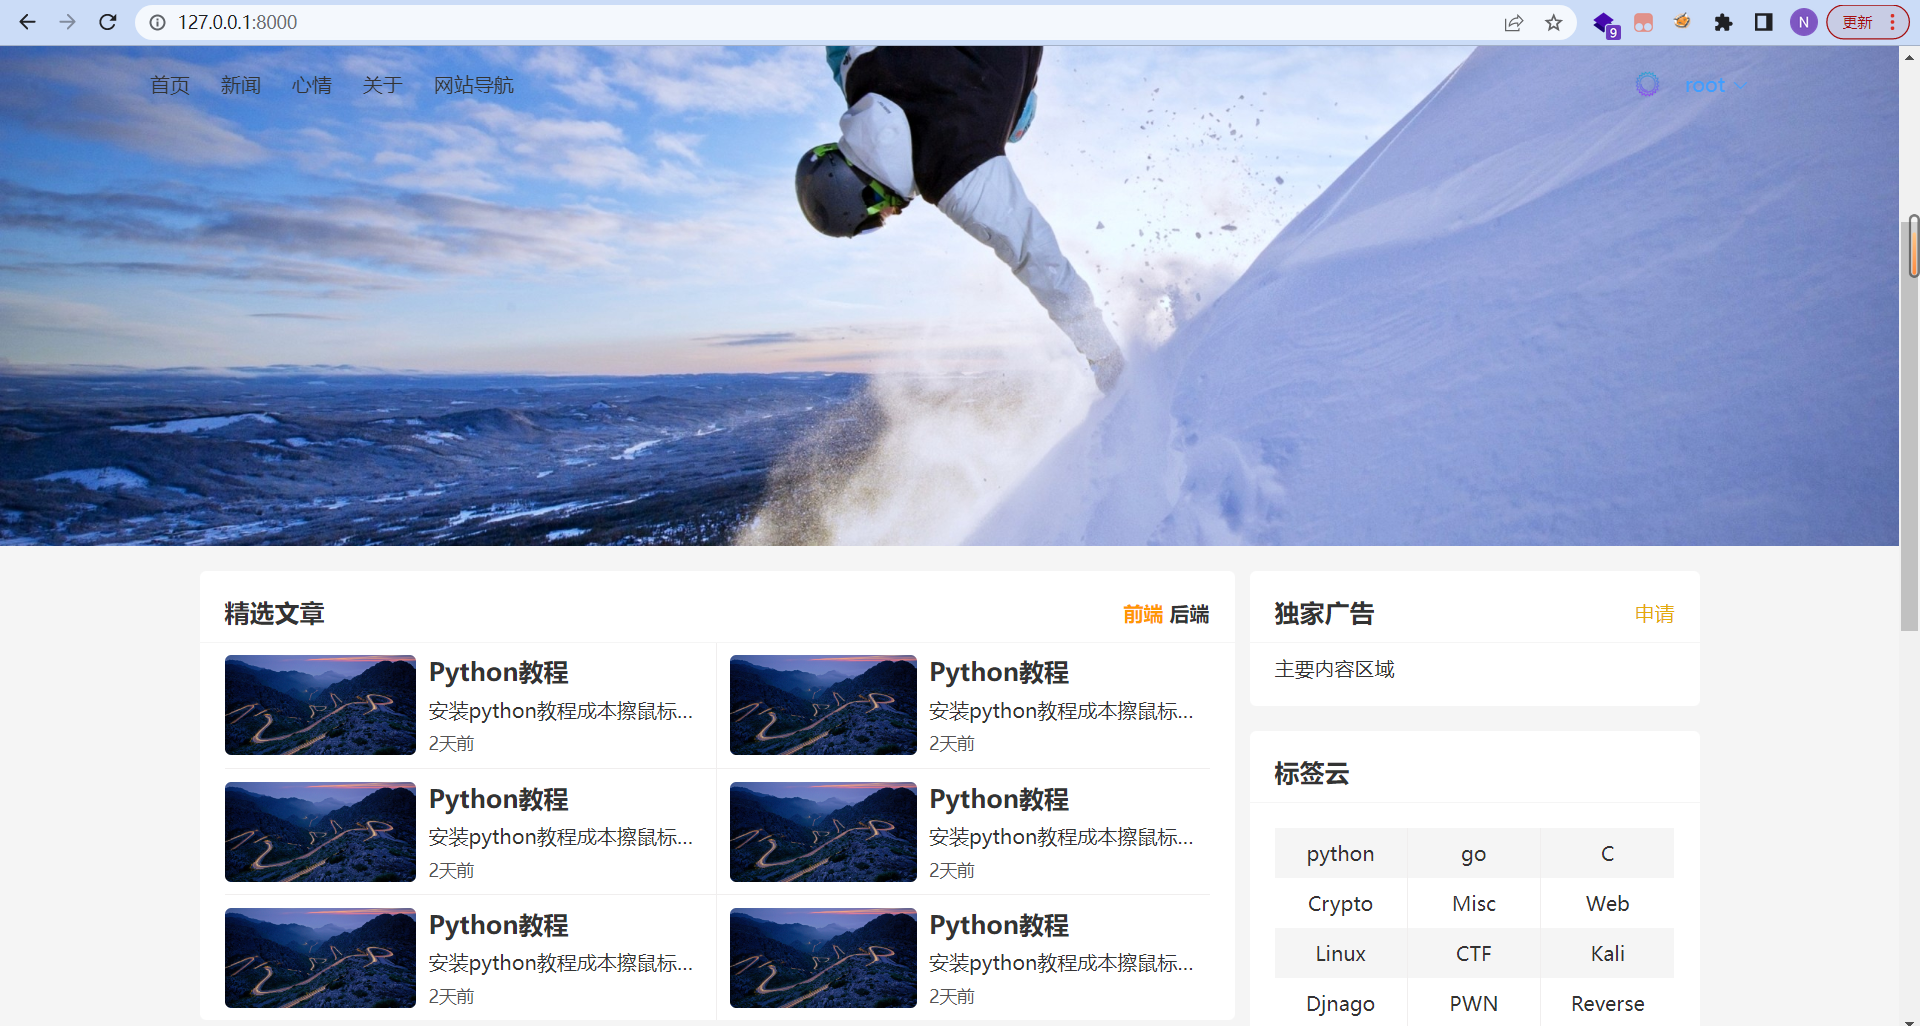 127.0.0.1:8000
9
N
更新
首页 新闻 心情 关于 网站导航
root
精选文章
前端 后端
Python教程
安装python教程成本擦鼠标...
2天前
Python教程
安装python教程成本擦鼠标...
2天前
Python教程
安装python教程成本擦鼠标...
2天前
Python教程
安装python教程成本擦鼠标...
2天前
Python教程
安装python教程成本擦鼠标...
2天前
Python教程
安装python教程成本擦鼠标...
2天前
独家广告
申请
主要内容区域
标签云
python go C
Crypto Misc Web
Linux CTF Kali
Djnago PWN Reverse